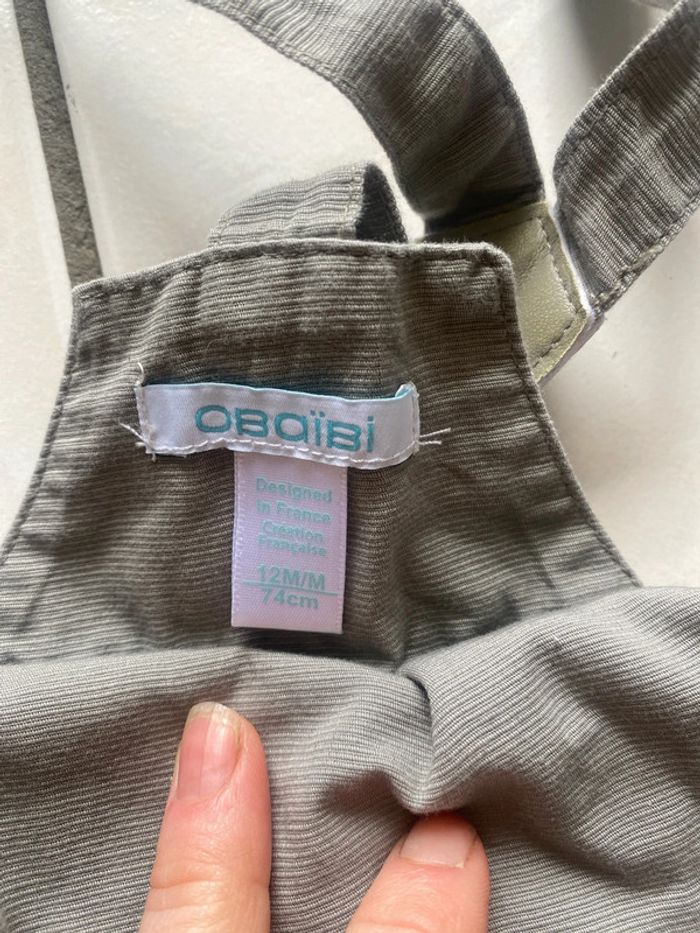 OBaïBi
Designed
in France
Création
Française
12M/M
74cm